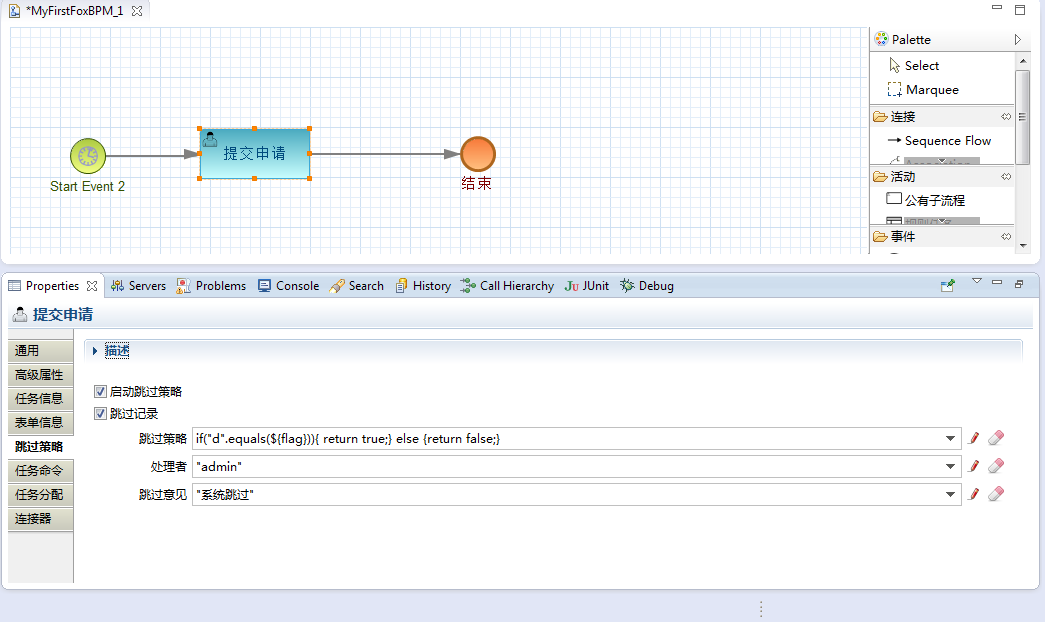 *MyFirstFoxBPM_1
Palette
Select
Marquee
连接
Sequence Flow
活动
公有子流程
事件
提交申请
Start Event 2
结束
Properties Servers Problems Console Search History Call Hierarchy JUnit Debug
提交申请
通用
高级属性
任务信息
表单信息
跳过策略
任务命令
任务分配
连接器
描述
启动跳过策略
跳过记录
跳过策略 if("d".equals(${flag})){ return true;} else {return false;}
处理者 "admin"
跳过意见 "系统跳过"